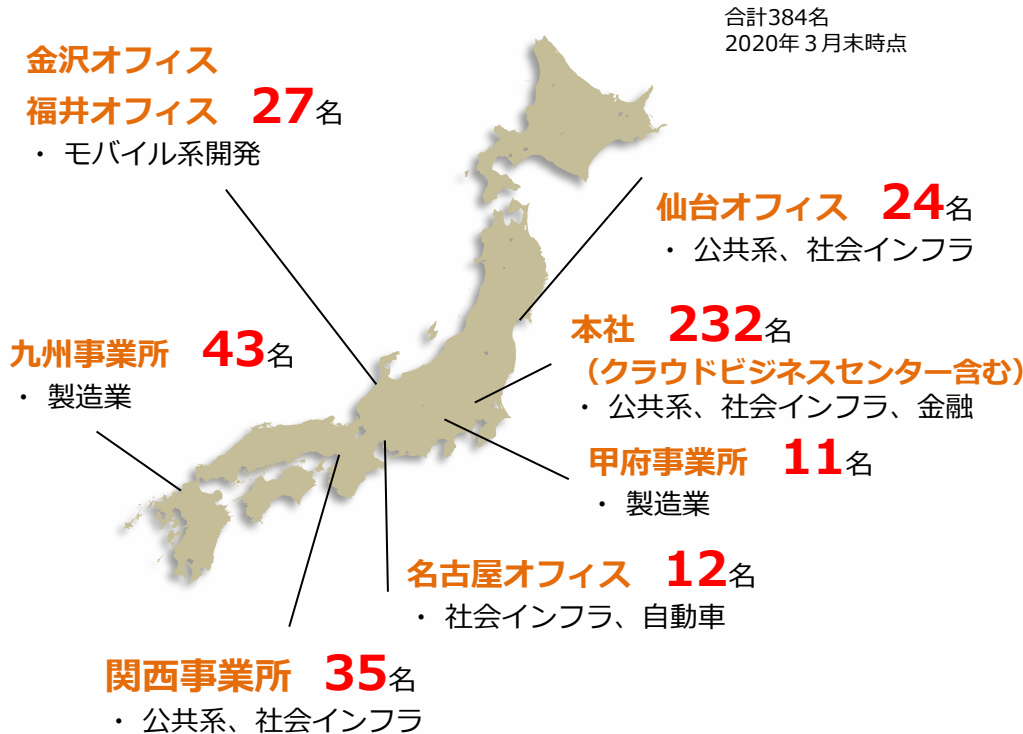 合計384名
2020年３月末時点
金沢オフィス
福井オフィス 27名
・ モバイル系開発
仙台オフィス 24名
・ 公共系、社会インフラ
本社 232名
（クラウドビジネスセンター含む）
・ 公共系、社会インフラ、金融
九州事業所 43名
・ 製造業
甲府事業所 11名
・ 製造業
名古屋オフィス 12名
・ 社会インフラ、自動車
関西事業所 35名
・ 公共系、社会インフラ